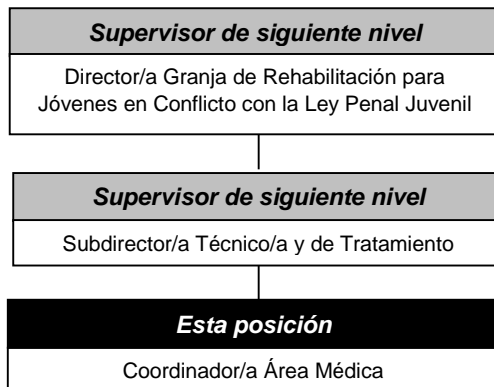 Supervisor de siguiente nivel
Director/a Granja de Rehabilitación para
Jóvenes en Conflicto con la Ley Penal Juvenil
Supervisor de siguiente nivel
Subdirector/a Técnico/a y de Tratamiento
Esta posición
Coordinador/a Área Médica